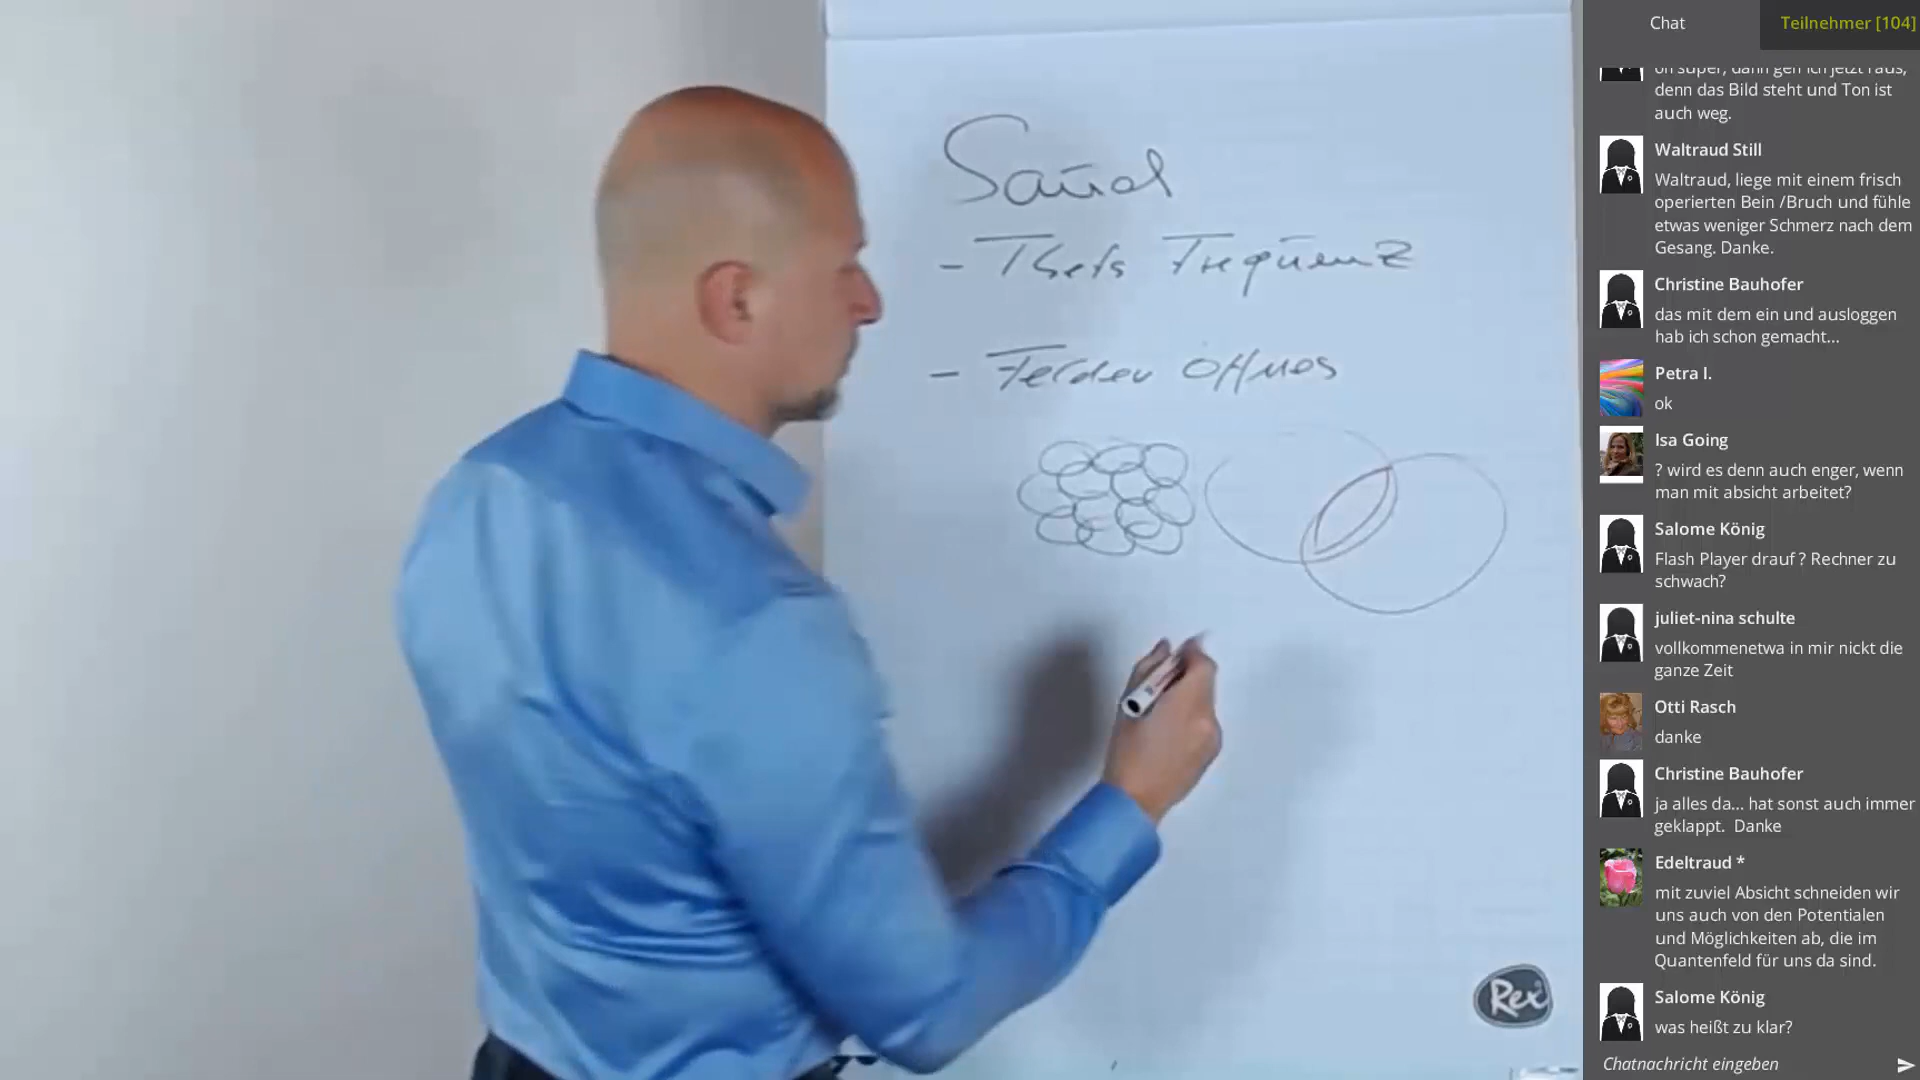 Sound
- Theta Frequenz
- Felder öffnes
Rex
Chat
Teilnehmer [104]
oh super, dann geh ich jetzt raus,
denn das Bild steht und Ton ist
auch weg.
Waltraud Still
Waltraud, liege mit einem frisch
operierten Bein /Bruch und fühle
etwas weniger Schmerz nach dem
Gesang. Danke.
Christine Bauhofer
das mit dem ein und ausloggen
hab ich schon gemacht...
Petra I.
ok
Isa Going
? wird es denn auch enger, wenn
man mit absicht arbeitet?
Salome König
Flash Player drauf ? Rechner zu
schwach?
juliet-nina schulte
vollkommenetwa in mir nickt die
ganze Zeit
Otti Rasch
danke
Christine Bauhofer
ja alles da... hat sonst auch immer
geklappt. Danke
Edeltraud *
mit zuviel Absicht schneiden wir
uns auch von den Potentialen
und Möglichkeiten ab, die im
Quantenfeld für uns da sind.
Salome König
was heißt zu klar?
Chatnachricht eingeben